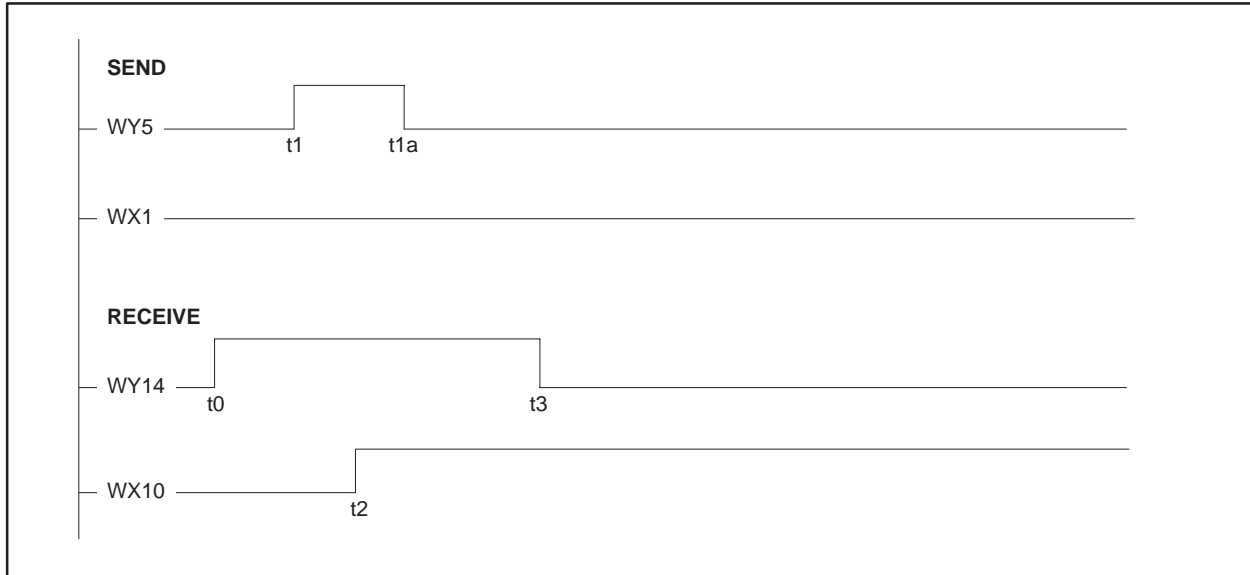 SEND
WY5
t1 t1a
WX1
RECEIVE
WY14
t0 t3
WX10
t2